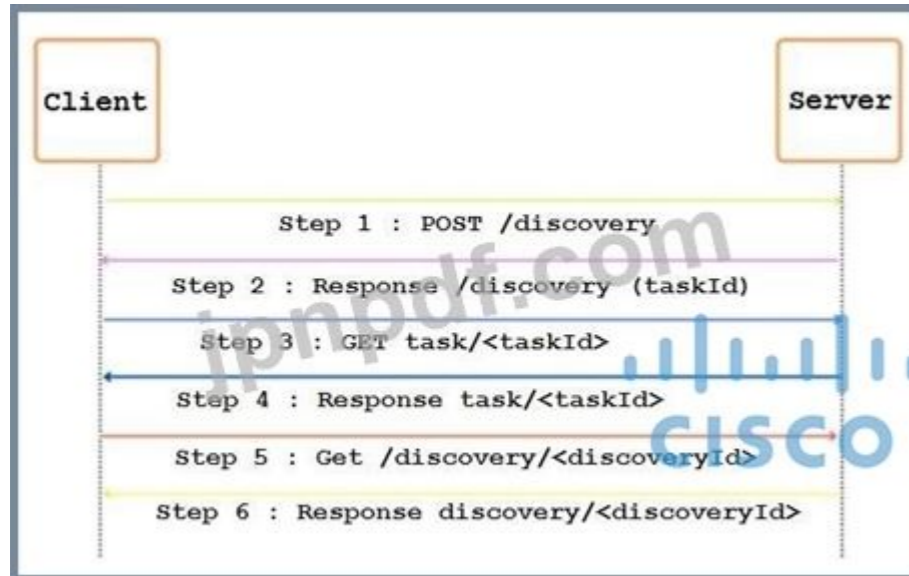 Client
Server
Step 1 : POST /discovery
Step 2 : Response /discovery (taskId)
Step 3 : GET task/<taskId>
Step 4 : Response task/<taskId>
Step 5 : Get /discovery/<discoveryId>
Step 6 : Response discovery/<discoveryId>
jpnpdf.com
CISCO